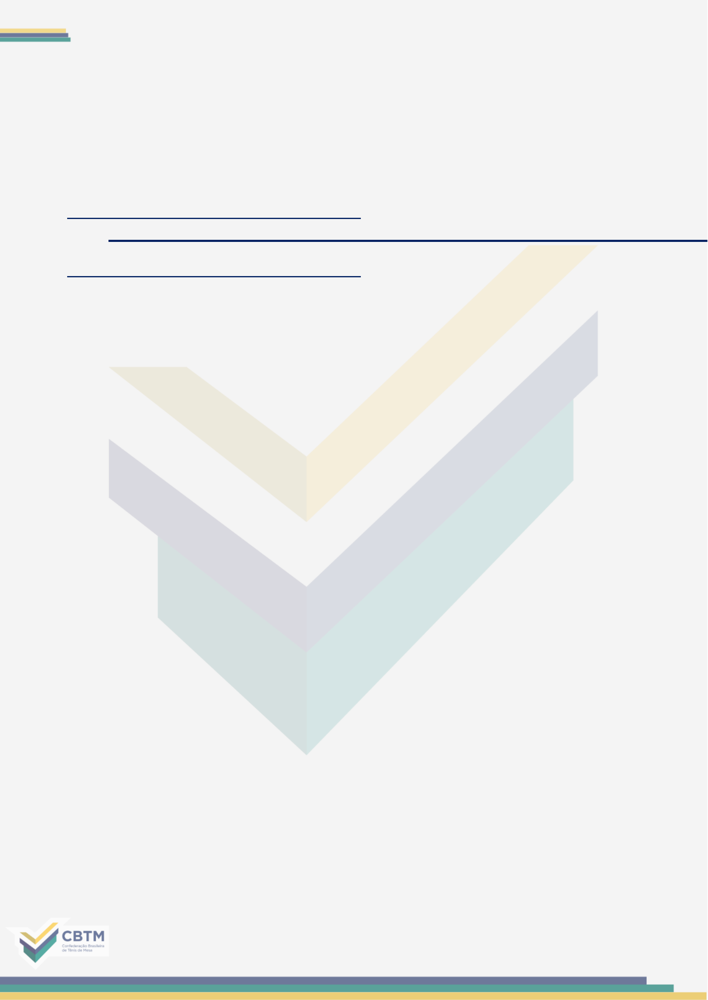 CBTM
Confederação Brasileira
de Tênis de Mesa